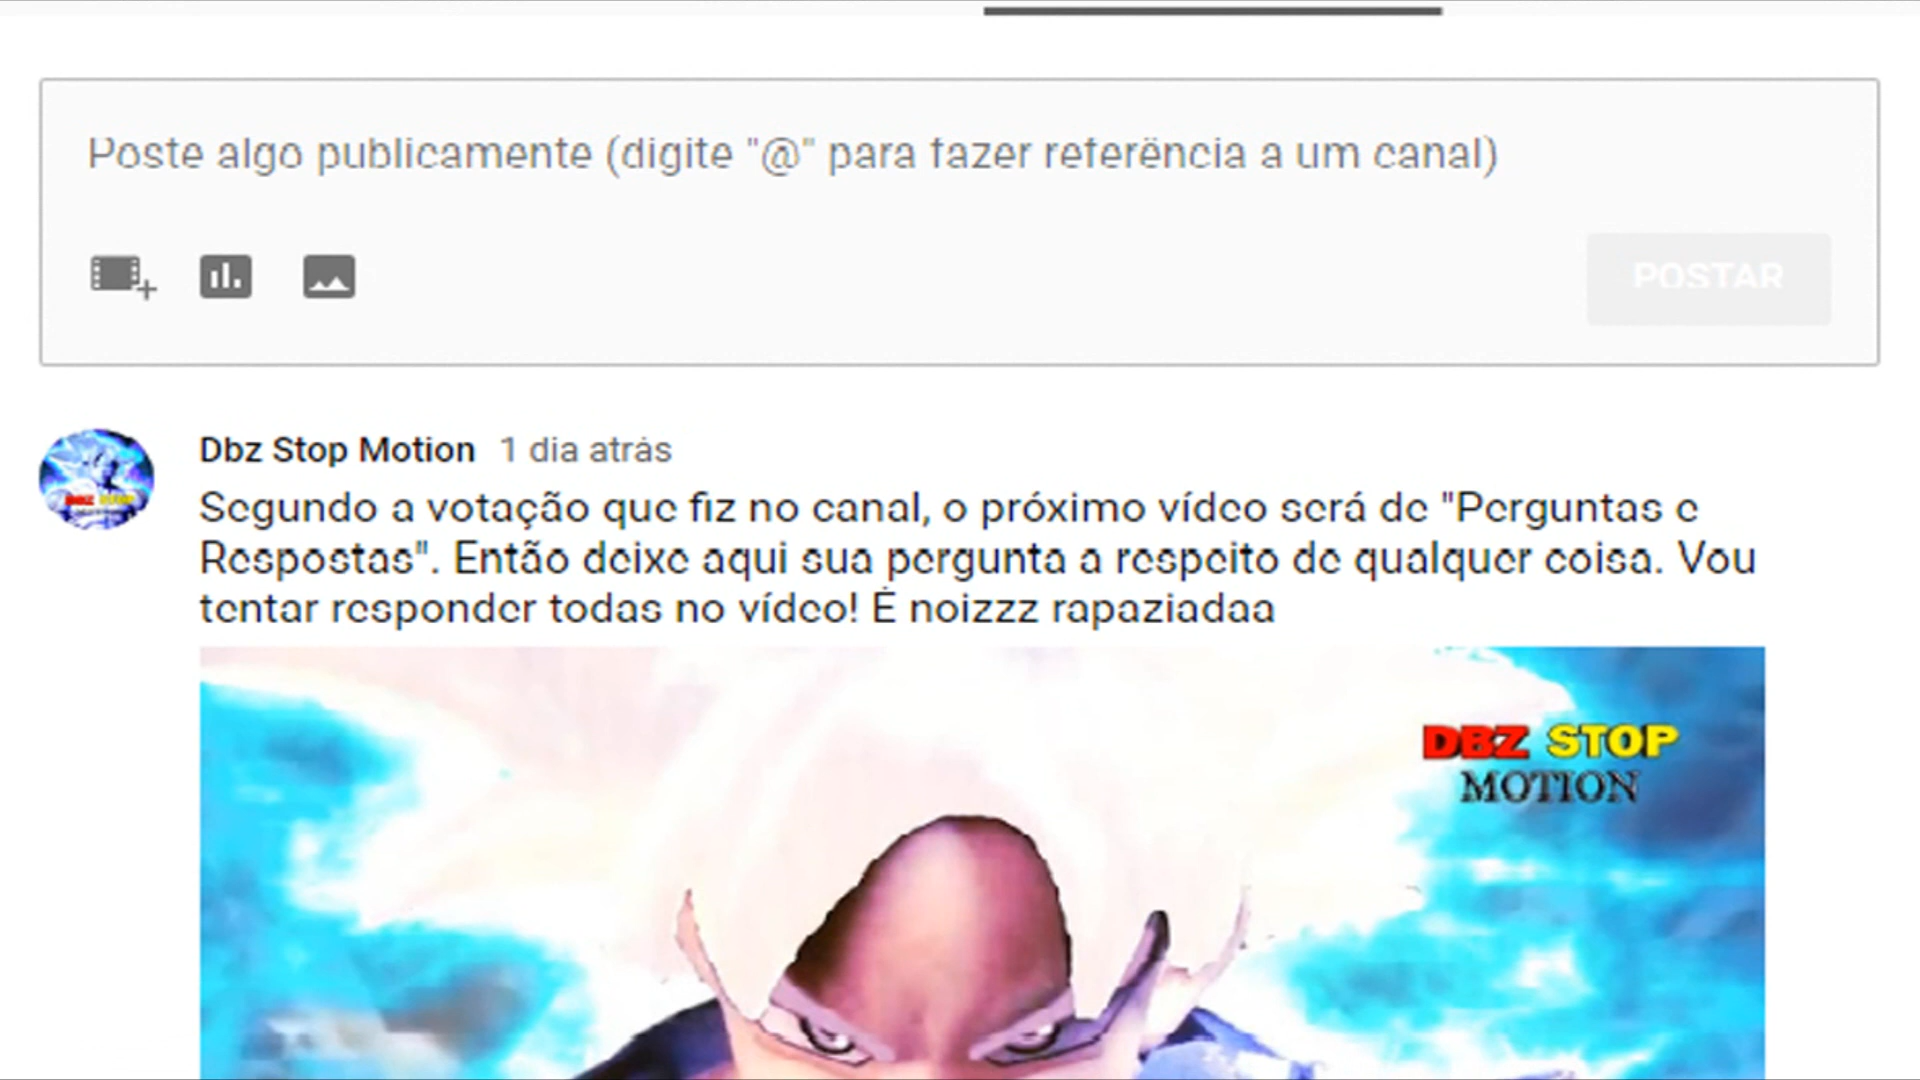 Poste algo publicamente (digite "@" para fazer referência a um canal)
POSTAR
Dbz Stop Motion 1 dia atrás
Segundo a votação que fiz no canal, o próximo vídeo será de "Perguntas e
Respostas". Então deixe aqui sua pergunta a respeito de qualquer coisa. Vou
tentar responder todas no vídeo! É noizzz rapaziadaa
DBZ STOP
MOTION